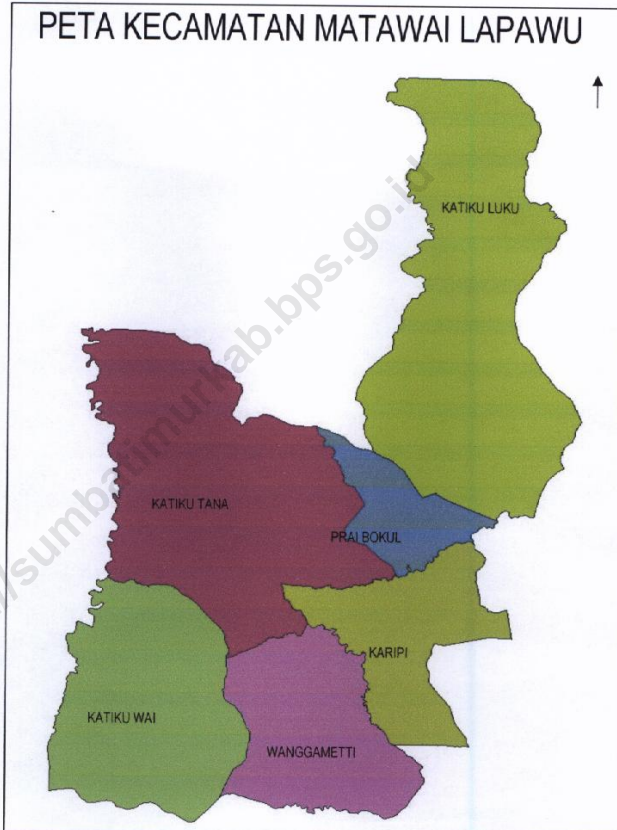 PETA KECAMATAN MATAWAI LAPAWU
KATIKU LUKU
KATIKU TANA
PRAI BOKUL
KARIPI
KATIKU WAI
WANGGAMETTI
/sumbatimurkab.bps.go.id